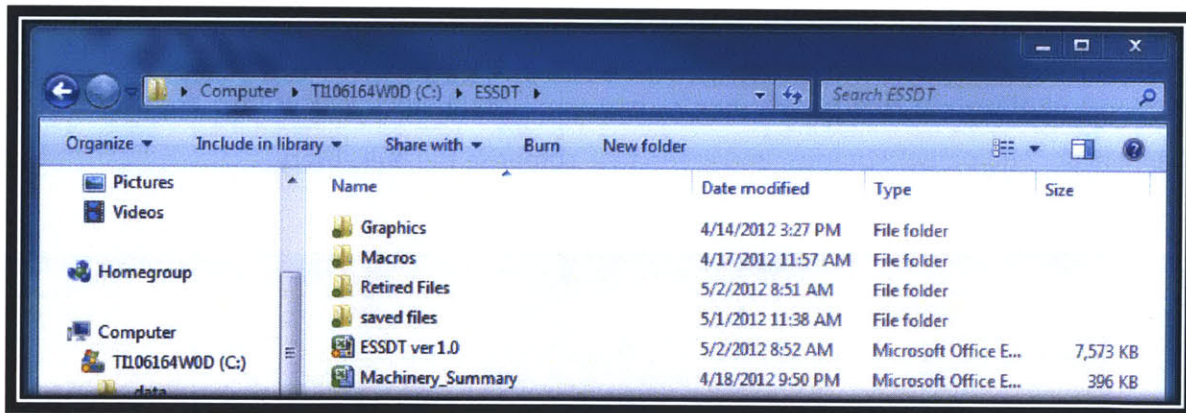 Computer ▸ TI106164W0D (C:) ▸ ESSDT ▸ Search ESSDT
Organize Include in library Share with Burn New folder
Pictures Name Date modified Type Size
Videos
Graphics 4/14/2012 3:27 PM File folder
Macros 4/17/2012 11:57 AM File folder
Homegroup
Retired Files 5/2/2012 8:51 AM File folder
saved files 5/1/2012 11:38 AM File folder
Computer
ESSDT ver 1.0 5/2/2012 8:52 AM Microsoft Office E... 7,573 KB
TI106164W0D (C:)
Machinery_Summary 4/18/2012 9:50 PM Microsoft Office E... 396 KB
data